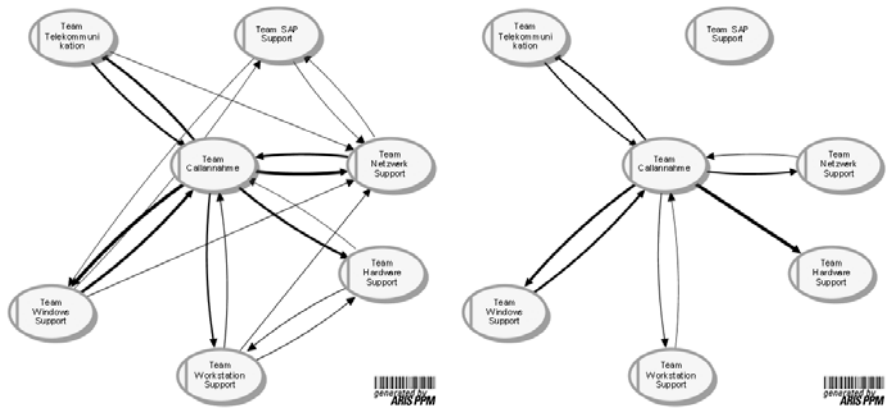 Team
Telekommuni
kation
Team SAP
Support
Team
Callannahme
Team
Netzwerk
Support
Team
Hardware
Support
Team
Windows
Support
Team
Workstation
Support
generated by
ARIS PPM
Team
Telekommuni
kation
Team SAP
Support
Team
Callannahme
Team
Netzwerk
Support
Team
Hardware
Support
Team
Windows
Support
Team
Workstation
Support
generated by
ARIS PPM